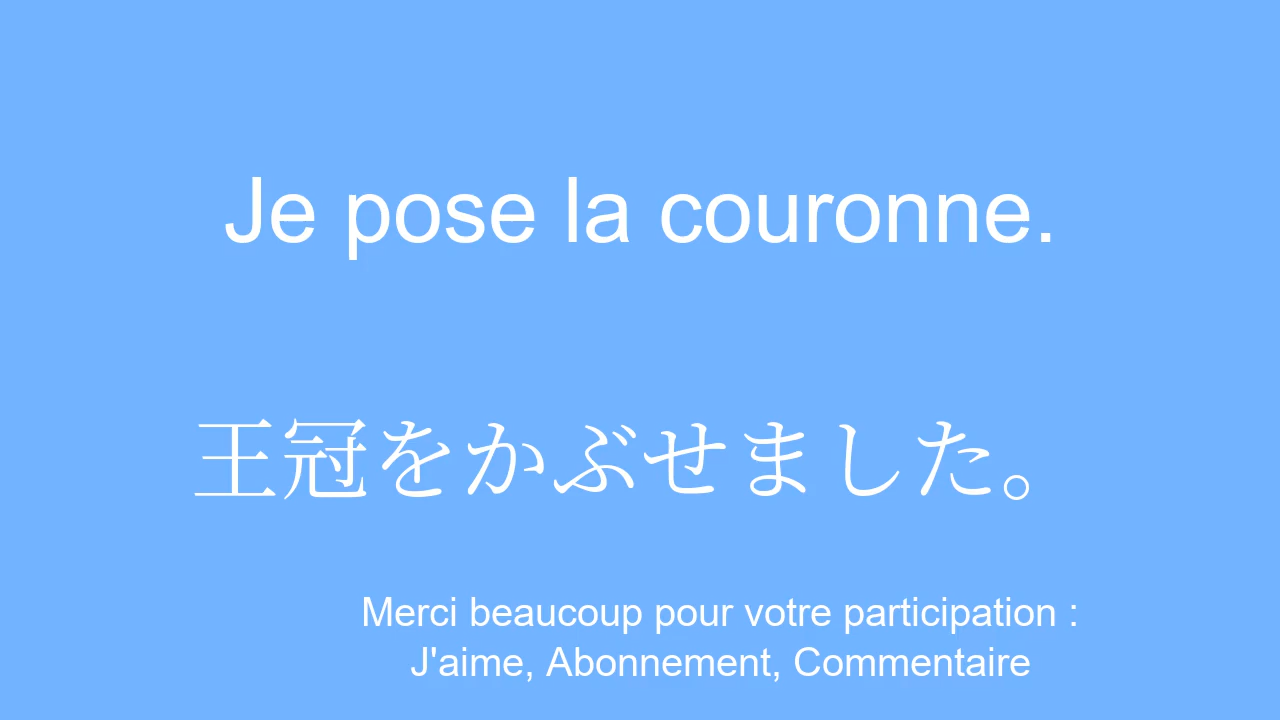 Je pose la couronne.
王冠をかぶせました。
Merci beaucoup pour votre participation :
J'aime, Abonnement, Commentaire